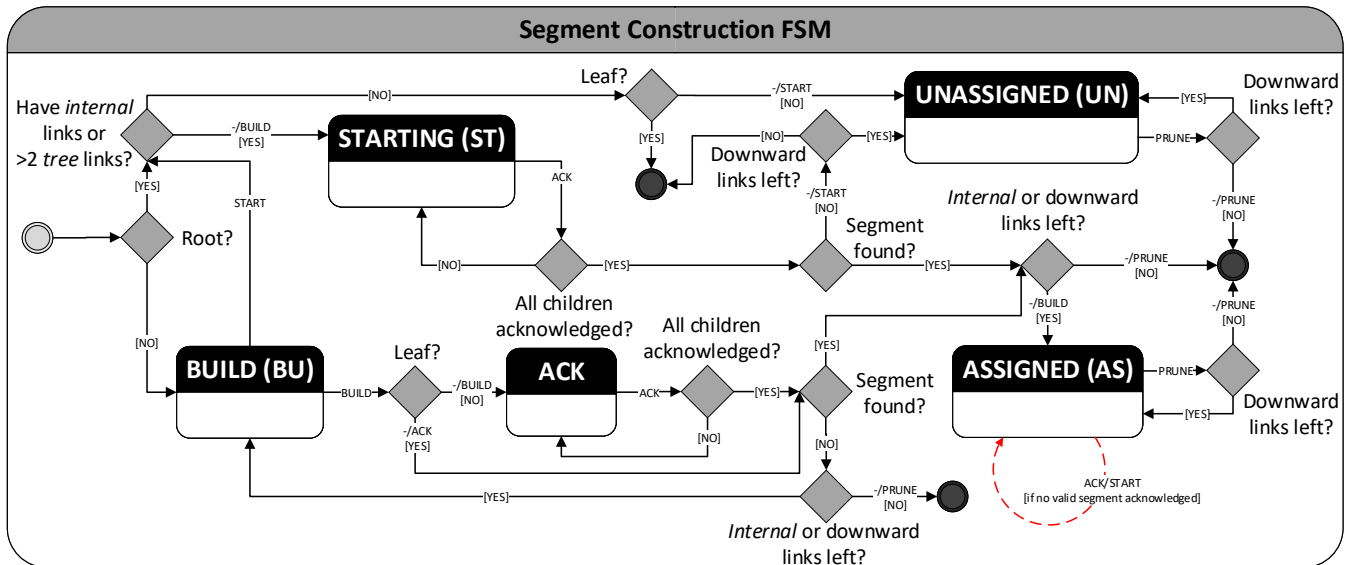 Segment Construction FSM
Have internal
links or
>2 tree links?
[NO]
Leaf?
-/START
[NO]
UNASSIGNED (UN)
[YES]
Downward
links left?
-/BUILD
[YES]
STARTING (ST)
[YES]
[NO]
[YES]
PRUNE
Downward
links left?
ACK
[YES]
START
-/START
[NO]
Internal or downward
links left?
-/PRUNE
[NO]
Root?
Segment
found?
[NO]
[YES]
[YES]
-/PRUNE
[NO]
All children
acknowledged?
-/BUILD
[YES]
-/PRUNE
[NO]
[NO]
All children
acknowledged?
[YES]
BUILD (BU)
Leaf?
ACK
ASSIGNED (AS)
BUILD
-/BUILD
[NO]
ACK
[YES]
Segment
found?
PRUNE
[YES]
Downward
links left?
-/ACK
[YES]
[NO]
[NO]
ACK/START
[if no valid segment acknowledged]
[YES]
-/PRUNE
[NO]
Internal or downward
links left?